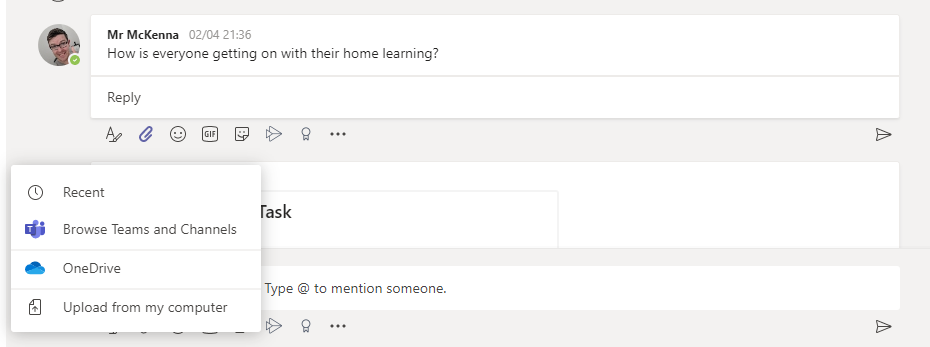 Mr McKenna 02/04 21:36
How is everyone getting on with their home learning?
Reply
GIF
Recent
Task
Browse Teams and Channels
OneDrive
Type @ to mention someone.
Upload from my computer